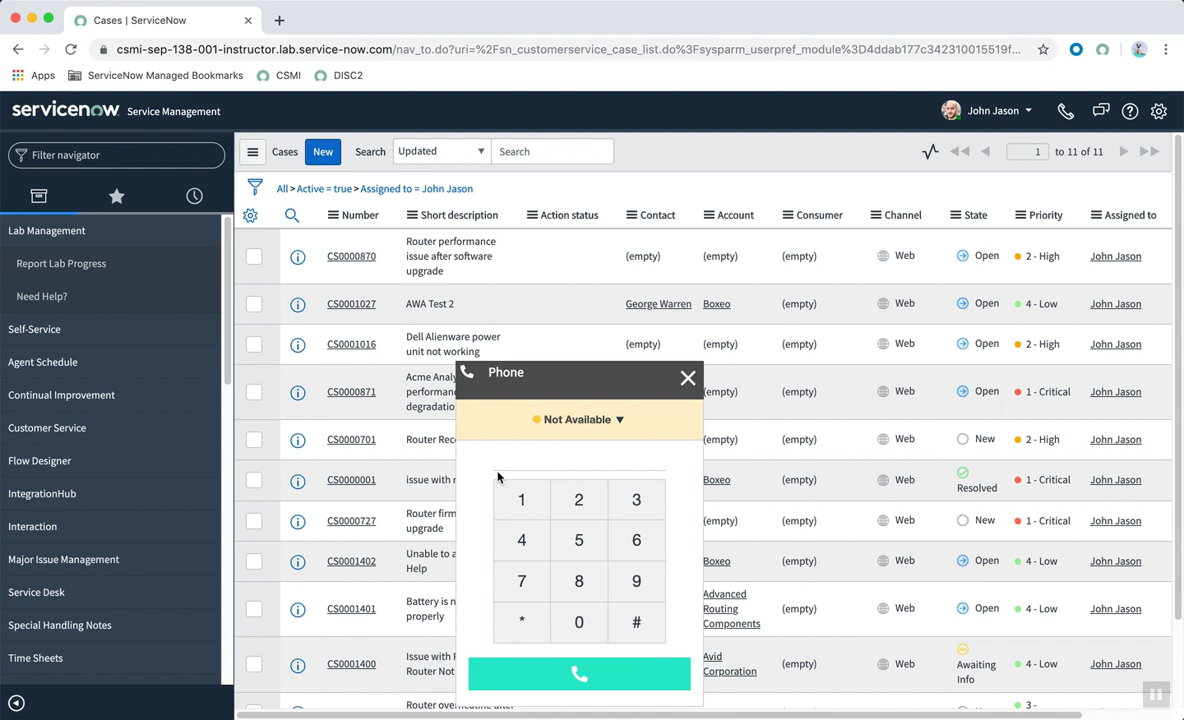 Cases | ServiceNow
csmi-sep-138-001-instructor.lab.service-now.com/nav_to.do?uri=%2Fsn_customerservice_case_list.do%3Fsysparm_userpref_module%3D4ddab177c342310015519f...
Apps ServiceNow Managed Bookmarks CSMI DISC2
servicenow Service Management John Jason
Filter navigator
Cases New Search Updated Search 1 to 11 of 11
All > Active = true > Assigned to = John Jason
Number Short description Action status Contact Account Consumer Channel State Priority Assigned to
Lab Management
Report Lab Progress
Need Help?
Self-Service
Agent Schedule
Continual Improvement
Customer Service
Flow Designer
IntegrationHub
Interaction
Major Issue Management
Service Desk
Special Handling Notes
Time Sheets
CS0000870 Router performance issue after software upgrade (empty) (empty) (empty) Web Open 2 - High John Jason
CS0001027 AWA Test 2 George Warren Boxeo (empty) Web Open 4 - Low John Jason
CS0001016 Dell Alienware power unit not working (empty) (empty) (empty) Web Open 2 - High John Jason
CS0000871 Acme Analy performance degradation (empty) (empty) Web Open 1 - Critical John Jason
CS0000701 Router Rec (empty) (empty) Web New 2 - High John Jason
CS0000001 issue with Boxeo (empty) Web Resolved 1 - Critical John Jason
CS0000727 Router firm upgrade (empty) (empty) Web New 1 - Critical John Jason
CS0001402 Unable to a Help Boxeo (empty) Web Open 4 - Low John Jason
CS0001401 Battery is n properly Advanced Routing Components (empty) Web Open 4 - Low John Jason
CS0001400 Issue with Router Not Avid Corporation (empty) Web Awaiting Info 4 - Low John Jason
Router overheating after 3 -
Phone
Not Available
1 2 3
4 5 6
7 8 9
* 0 #